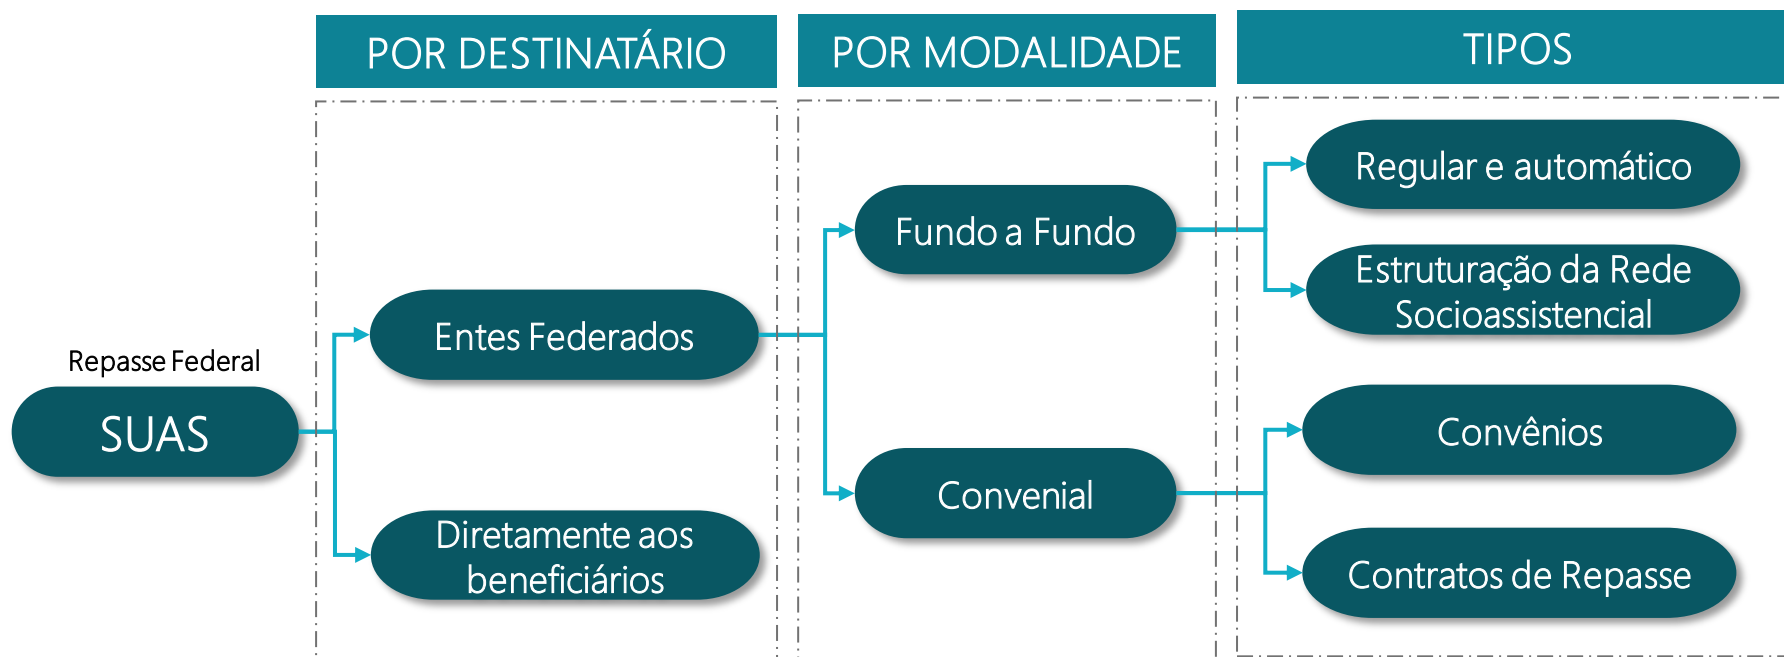 POR DESTINATÁRIO
POR MODALIDADE
TIPOS
Repasse Federal
SUAS
Entes Federados
Diretamente aos
beneficiários
Fundo a Fundo
Convenial
Regular e automático
Estruturação da Rede
Socioassistencial
Convênios
Contratos de Repasse